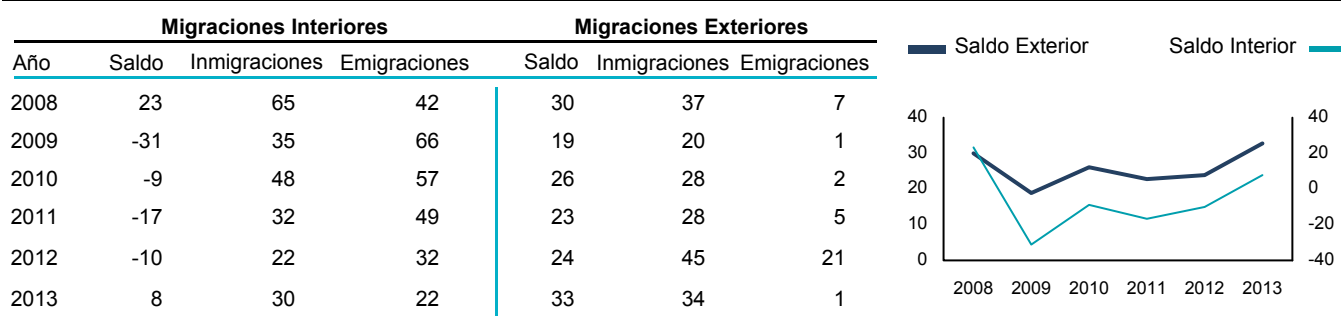 Migraciones Interiores Migraciones Exteriores
Año Saldo Inmigraciones Emigraciones Saldo Inmigraciones Emigraciones
2008 23 65 42 30 37 7
2009 -31 35 66 19 20 1
2010 -9 48 57 26 28 2
2011 -17 32 49 23 28 5
2012 -10 22 32 24 45 21
2013 8 30 22 33 34 1
Saldo Exterior Saldo Interior
40 40
30 20
20 0
10 -20
0 -40
2008 2009 2010 2011 2012 2013